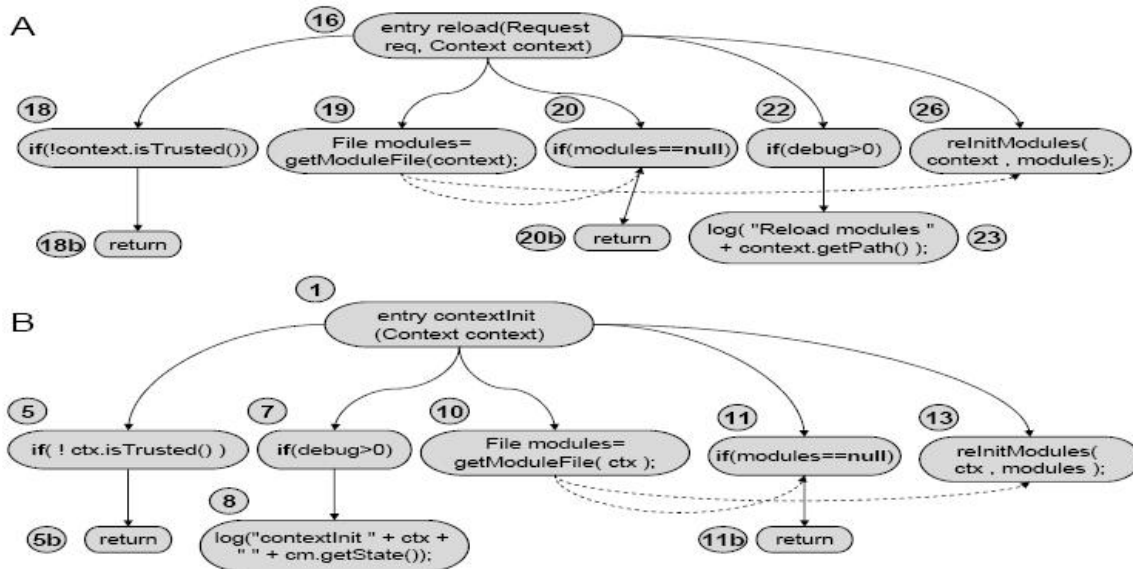 A
16
entry reload(Request
req, Context context)
18
if(!context.isTrusted())
19
File modules=
getModuleFile(context);
20
if(modules==null)
22
if(debug>0)
26
reInitModules(
context , modules);
18b
return
20b
return
log( "Reload modules "
+ context.getPath() );
23
B
1
entry contextInit
(Context context)
5
if( ! ctx.isTrusted() )
7
if(debug>0)
10
File modules=
getModuleFile( ctx );
11
if(modules==null)
13
reInitModules(
ctx , modules );
5b
return
8
log("contextInit " + ctx +
" " + cm.getState());
11b
return